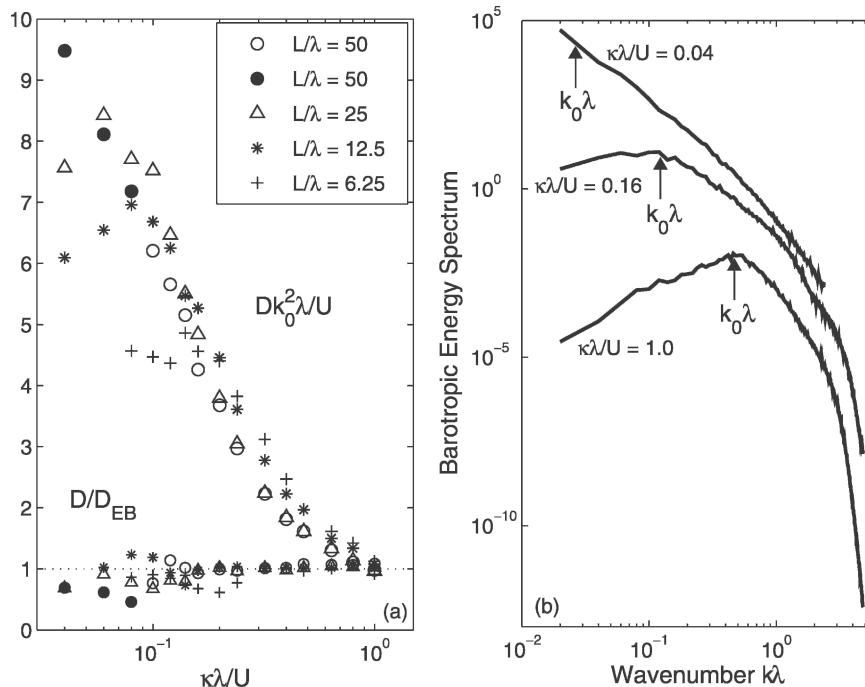 10
9
8
7
6
5
4
3
2
1
0
L/λ = 50
L/λ = 50
L/λ = 25
L/λ = 12.5
L/λ = 6.25
Dk₀²λ/U
D/D_EB
(a)
10⁻¹
10⁰
κλ/U
Barotropic Energy Spectrum
10⁵
10⁰
10⁻⁵
10⁻¹⁰
κλ/U = 0.04
k₀λ
κλ/U = 0.16
k₀λ
k₀λ
κλ/U = 1.0
(b)
10⁻²
10⁻¹
10⁰
Wavenumber kλ